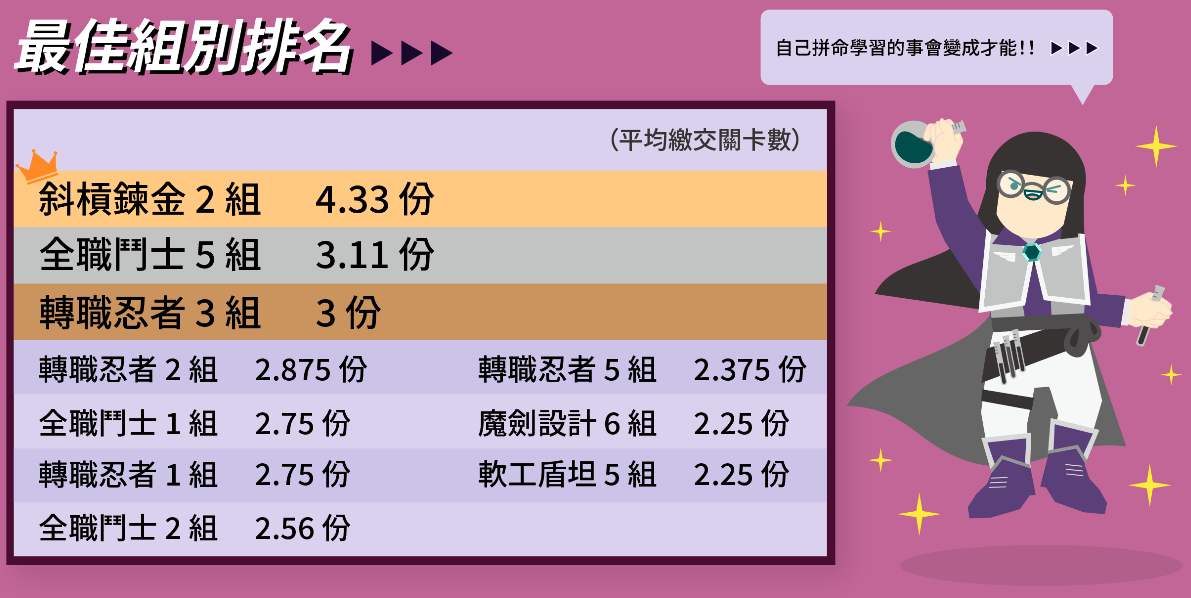 最佳組別排名
自己拼命學習的事會變成才能!!
(平均繳交關卡數)
斜槓鍊金 2 組 4.33 份
全職鬥士 5 組 3.11 份
轉職忍者 3 組 3 份
轉職忍者 2 組 2.875 份
全職鬥士 1 組 2.75 份
轉職忍者 1 組 2.75 份
全職鬥士 2 組 2.56 份
轉職忍者 5 組 2.375 份
魔劍設計 6 組 2.25 份
軟工盾坦 5 組 2.25 份